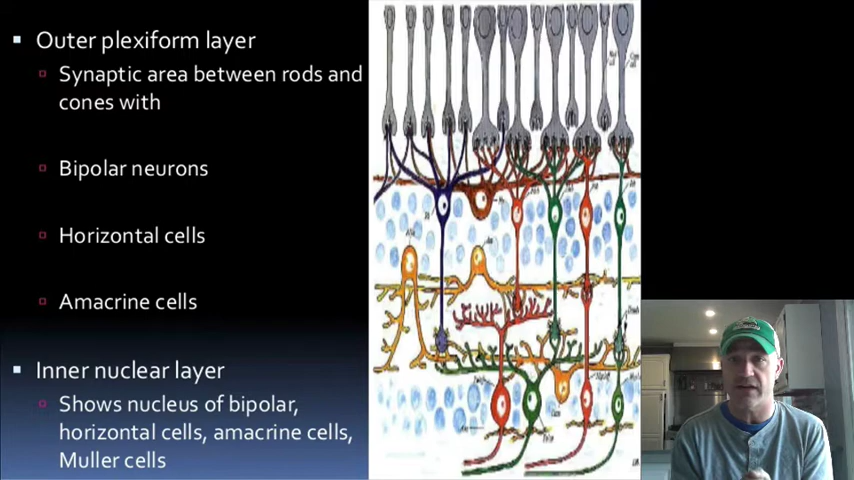 Outer plexiform layer
Synaptic area between rods and
cones with
Bipolar neurons
Horizontal cells
Amacrine cells
Inner nuclear layer
Shows nucleus of bipolar,
horizontal cells, amacrine cells,
Muller cells